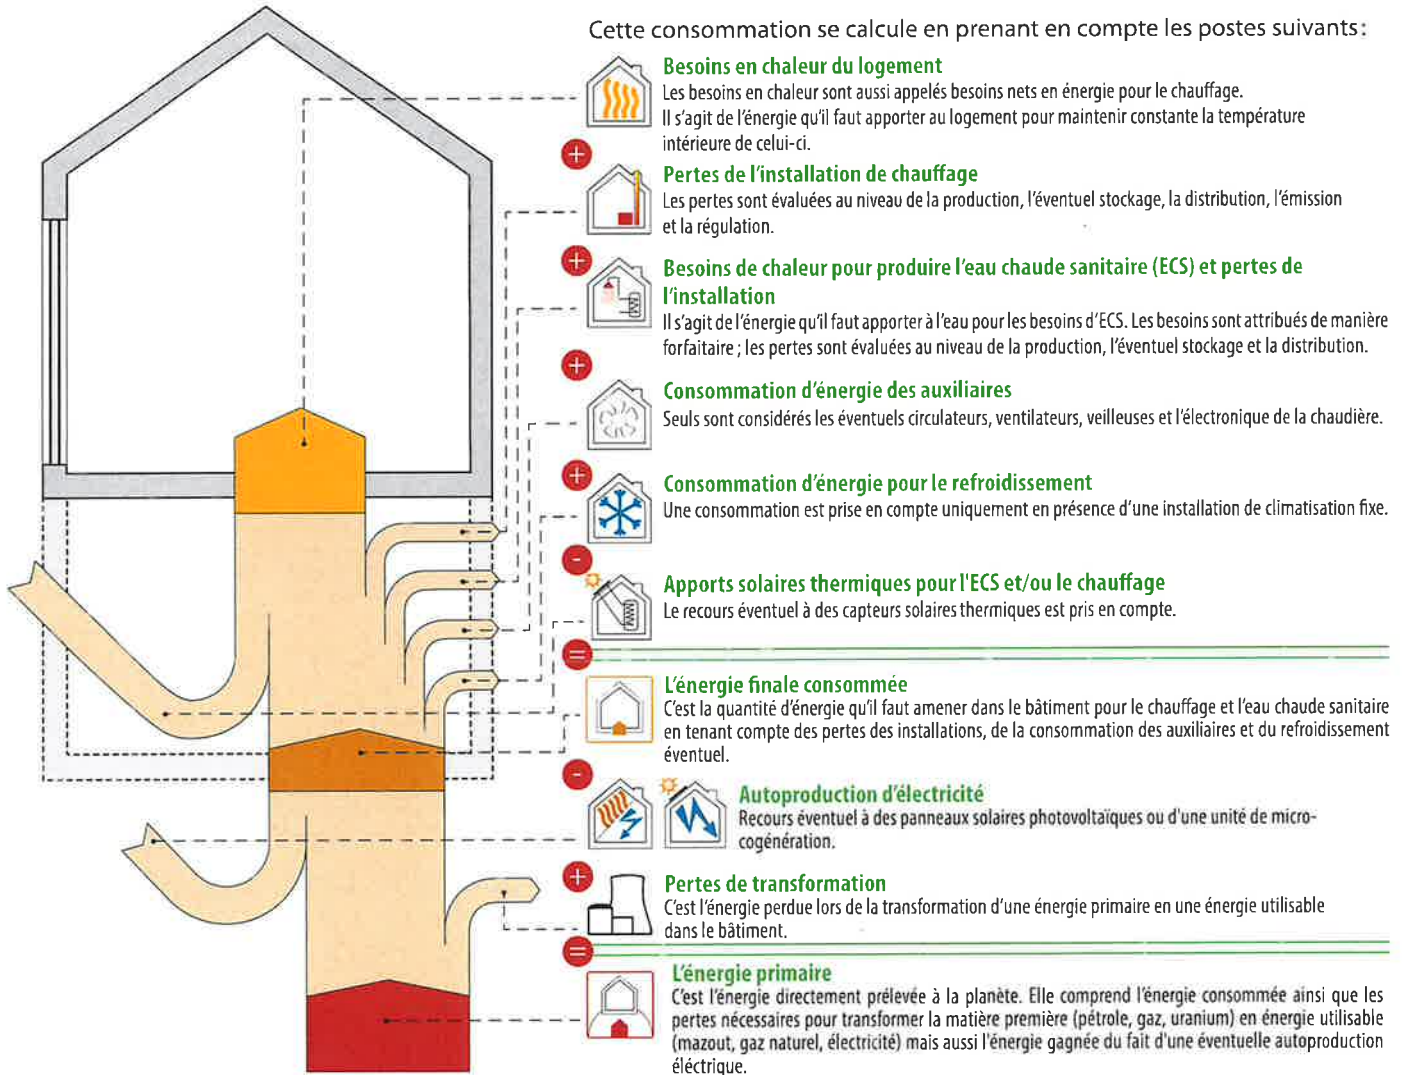 Cette consommation se calcule en prenant en compte les postes suivants :
Besoins en chaleur du logement
Les besoins en chaleur sont aussi appelés besoins nets en énergie pour le chauffage.
Il s'agit de l'énergie qu'il faut apporter au logement pour maintenir constante la température
intérieure de celui-ci.
+
Pertes de l'installation de chauffage
Les pertes sont évaluées au niveau de la production, l'éventuel stockage, la distribution, l'émission
et la régulation.
+
Besoins de chaleur pour produire l'eau chaude sanitaire (ECS) et pertes de
l'installation
Il s'agit de l'énergie qu'il faut apporter à l'eau pour les besoins d'ECS. Les besoins sont attribués de manière
forfaitaire ; les pertes sont évaluées au niveau de la production, l'éventuel stockage et la distribution.
+
Consommation d'énergie des auxiliaires
Seuls sont considérés les éventuels circulateurs, ventilateurs, veilleuses et l'électronique de la chaudière.
+
Consommation d'énergie pour le refroidissement
Une consommation est prise en compte uniquement en présence d'une installation de climatisation fixe.
-
Apports solaires thermiques pour l'ECS et/ou le chauffage
Le recours éventuel à des capteurs solaires thermiques est pris en compte.
=
L'énergie finale consommée
C'est la quantité d'énergie qu'il faut amener dans le bâtiment pour le chauffage et l'eau chaude sanitaire
en tenant compte des pertes des installations, de la consommation des auxiliaires et du refroidissement
éventuel.
-
Autoproduction d'électricité
Recours éventuel à des panneaux solaires photovoltaïques ou d'une unité de micro-
cogénération.
+
Pertes de transformation
C'est l'énergie perdue lors de la transformation d'une énergie primaire en une énergie utilisable
dans le bâtiment.
=
L'énergie primaire
C'est l'énergie directement prélevée à la planète. Elle comprend l'énergie consommée ainsi que les
pertes nécessaires pour transformer la matière première (pétrole, gaz, uranium) en énergie utilisable
(mazout, gaz naturel, électricité) mais aussi l'énergie gagnée du fait d'une éventuelle autoproduction
éléctrique.